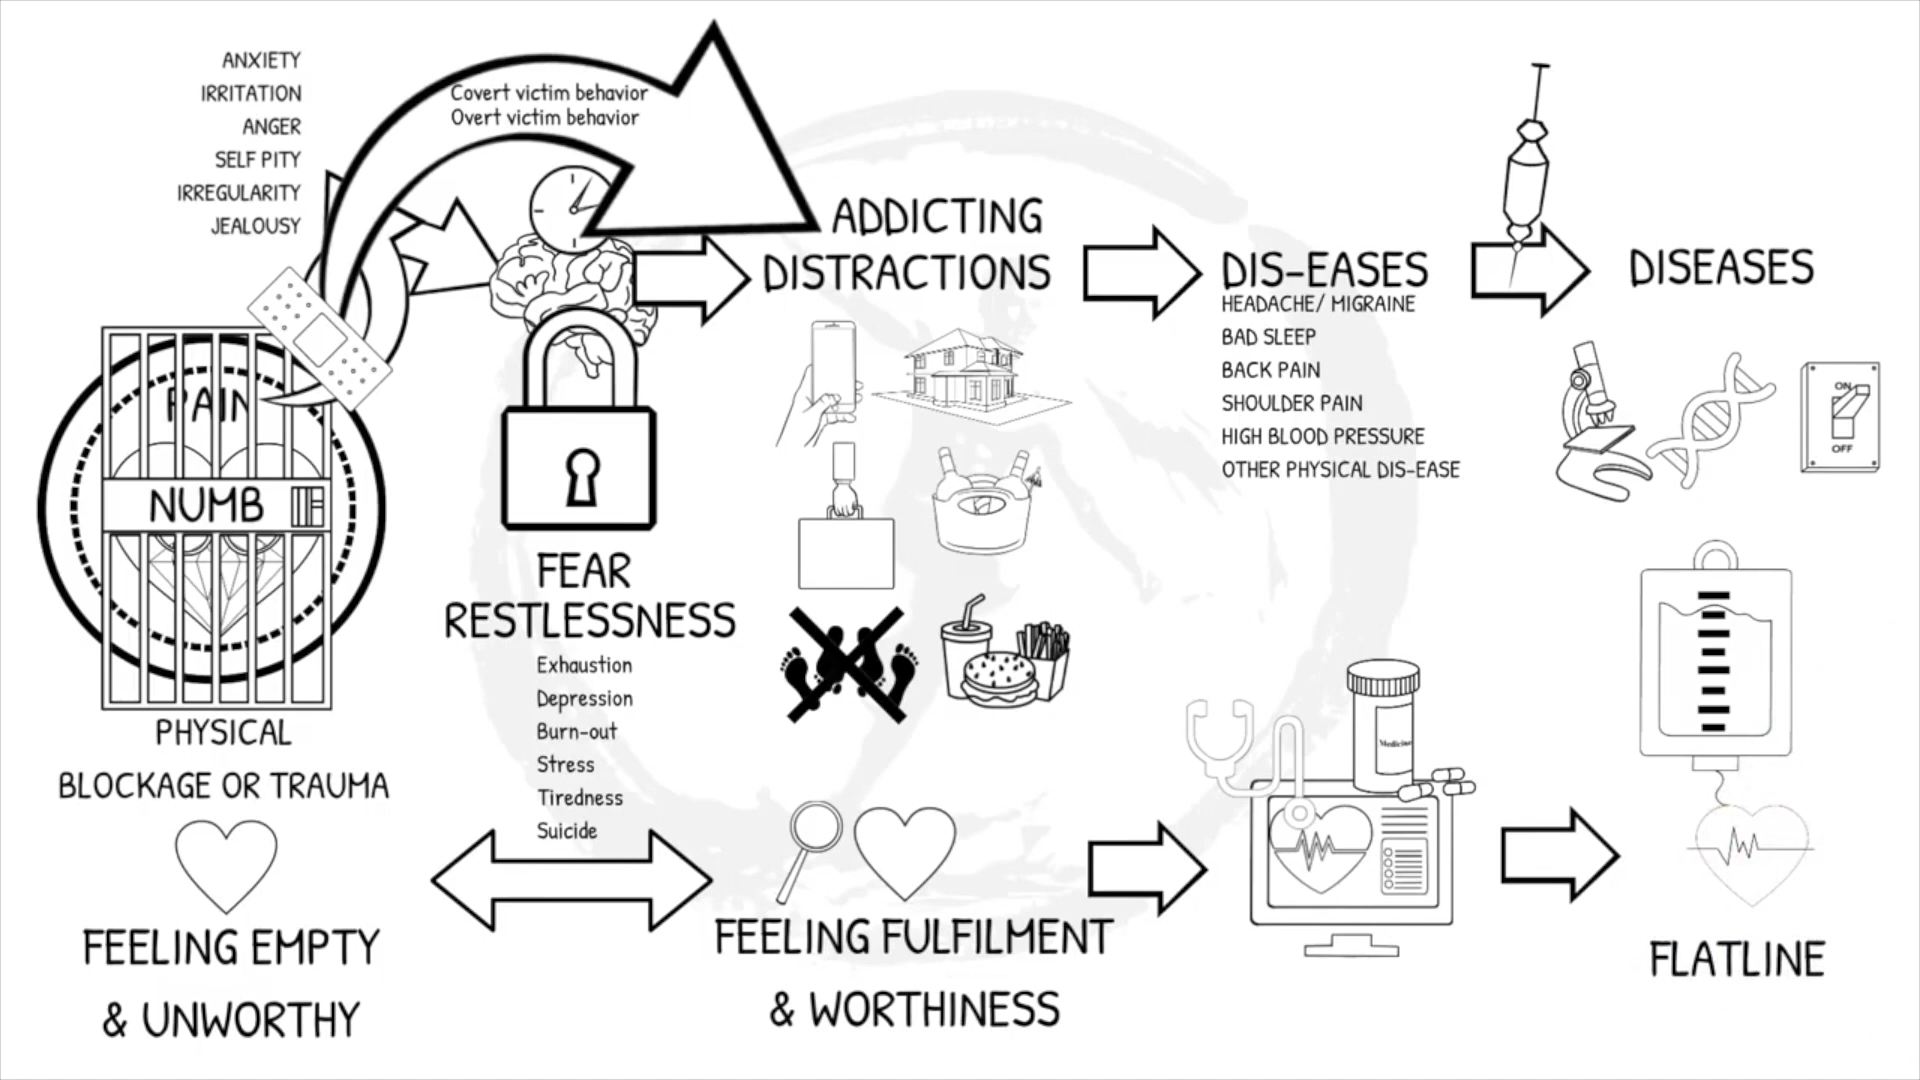 ANXIETY
IRRITATION
ANGER
SELF PITY
IRREGULARITY
JEALOUSY
Covert victim behavior
Overt victim behavior
PAIN
NUMB
PHYSICAL
BLOCKAGE OR TRAUMA
FEELING EMPTY
& UNWORTHY
FEAR
RESTLESSNESS
Exhaustion
Depression
Burn-out
Stress
Tiredness
Suicide
ADDICTING
DISTRACTIONS
FEELING FULFILMENT
& WORTHINESS
DIS-EASES
HEADACHE/ MIGRAINE
BAD SLEEP
BACK PAIN
SHOULDER PAIN
HIGH BLOOD PRESSURE
OTHER PHYSICAL DIS-EASE
Medicine
DISEASES
ON
OFF
FLATLINE